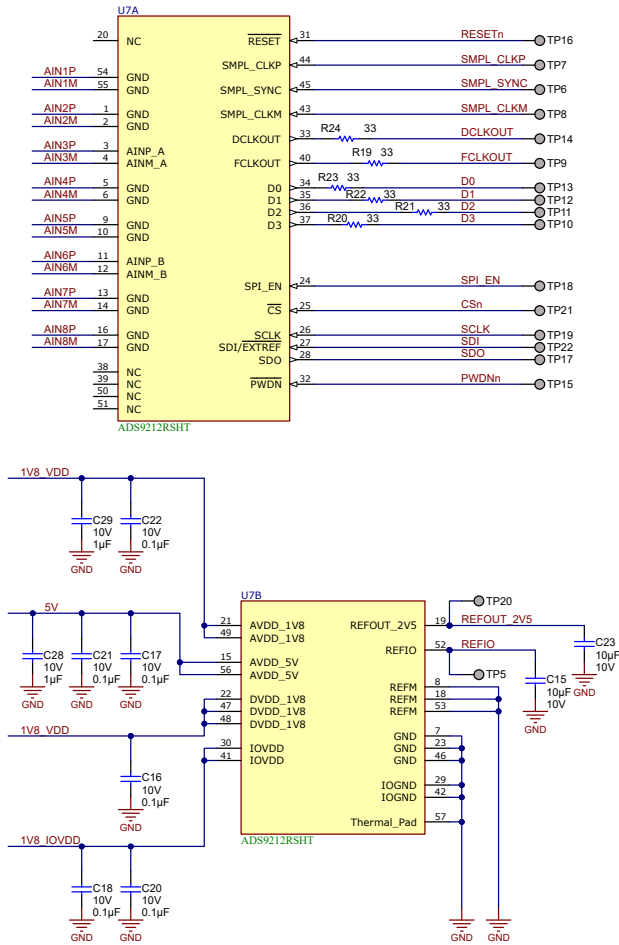 U7A
20 NC RESET 31 RESETn TP16
SMPL_CLKP 44 SMPL_CLKP TP7
AIN1P 54 GND
AIN1M 55 GND SMPL_SYNC 45 SMPL_SYNC TP6
AIN2P 1 GND SMPL_CLKM 43 SMPL_CLKM TP8
AIN2M 2 GND
DCLKOUT 33 R24 33 DCLKOUT TP14
AIN3P 3 AINP_A
AIN3M 4 AINM_A FCLKOUT 40 R19 33 FCLKOUT TP9
AIN4P 5 GND D0 34 R23 33 D0 TP13
AIN4M 6 GND D1 35 R22 33 D1 TP12
D2 36 R21 33 D2 TP11
AIN5P 9 GND D3 37 R20 33 D3 TP10
AIN5M 10 GND
AIN6P 11 AINP_B
AIN6M 12 AINM_B SPI_EN 24 SPI_EN TP18
AIN7P 13 GND
AIN7M 14 GND CS 25 CSn TP21
AIN8P 16 GND SCLK 26 SCLK TP19
AIN8M 17 GND SDI/EXTREF 27 SDI TP22
SDO 28 SDO TP17
38 NC
39 NC PWDN 32 PWDNn TP15
50 NC
51 NC
ADS9212RSHT
1V8_VDD
C29 10V 1µF GND
C22 10V 0.1µF GND
5V
C28 10V 1µF GND
C21 10V 0.1µF GND
C17 10V 0.1µF GND
1V8_VDD
C16 10V 0.1µF GND
1V8_IOVDD
C18 10V 0.1µF GND
C20 10V 0.1µF GND
U7B
TP20
21 AVDD_1V8 REFOUT_2V5 19 REFOUT_2V5
49 AVDD_1V8
C23 10µF 10V GND
15 AVDD_5V REFIO 52 REFIO
56 AVDD_5V
TP5
C15 10µF 10V GND
22 DVDD_1V8 REFM 8
47 DVDD_1V8 REFM 18
48 DVDD_1V8 REFM 53
30 IOVDD GND 7
41 IOVDD GND 23
GND 46
IOGND 29
IOGND 42
Thermal_Pad 57
ADS9212RSHT
GND GND